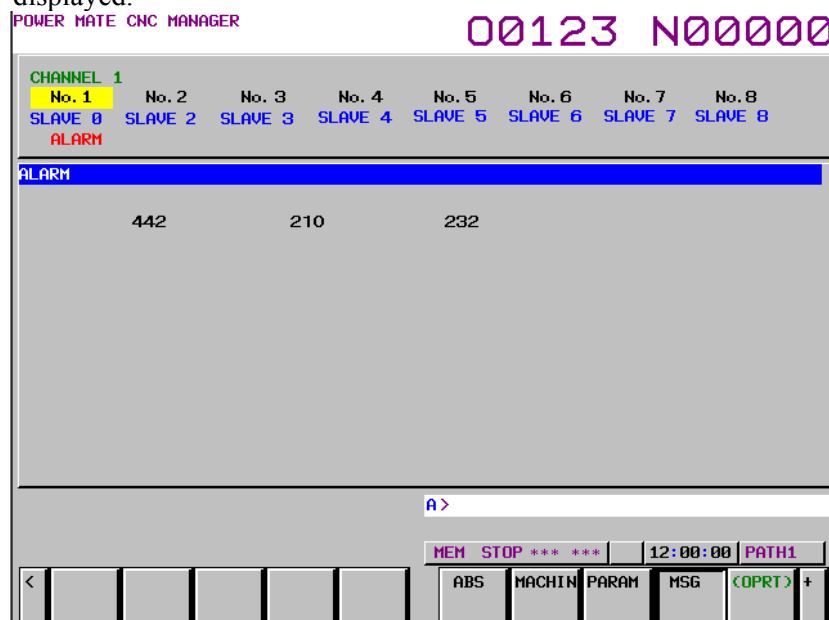 displayed.
POWER MATE CNC MANAGER O0123 N00000
CHANNEL 1
No. 1 No. 2 No. 3 No. 4 No. 5 No. 6 No. 7 No. 8
SLAVE 0 SLAVE 2 SLAVE 3 SLAVE 4 SLAVE 5 SLAVE 6 SLAVE 7 SLAVE 8
ALARM
ALARM
442 210 232
A>
MEM STOP *** *** 12:00:00 PATH1
< ABS MACHIN PARAM MSG (OPRT) +